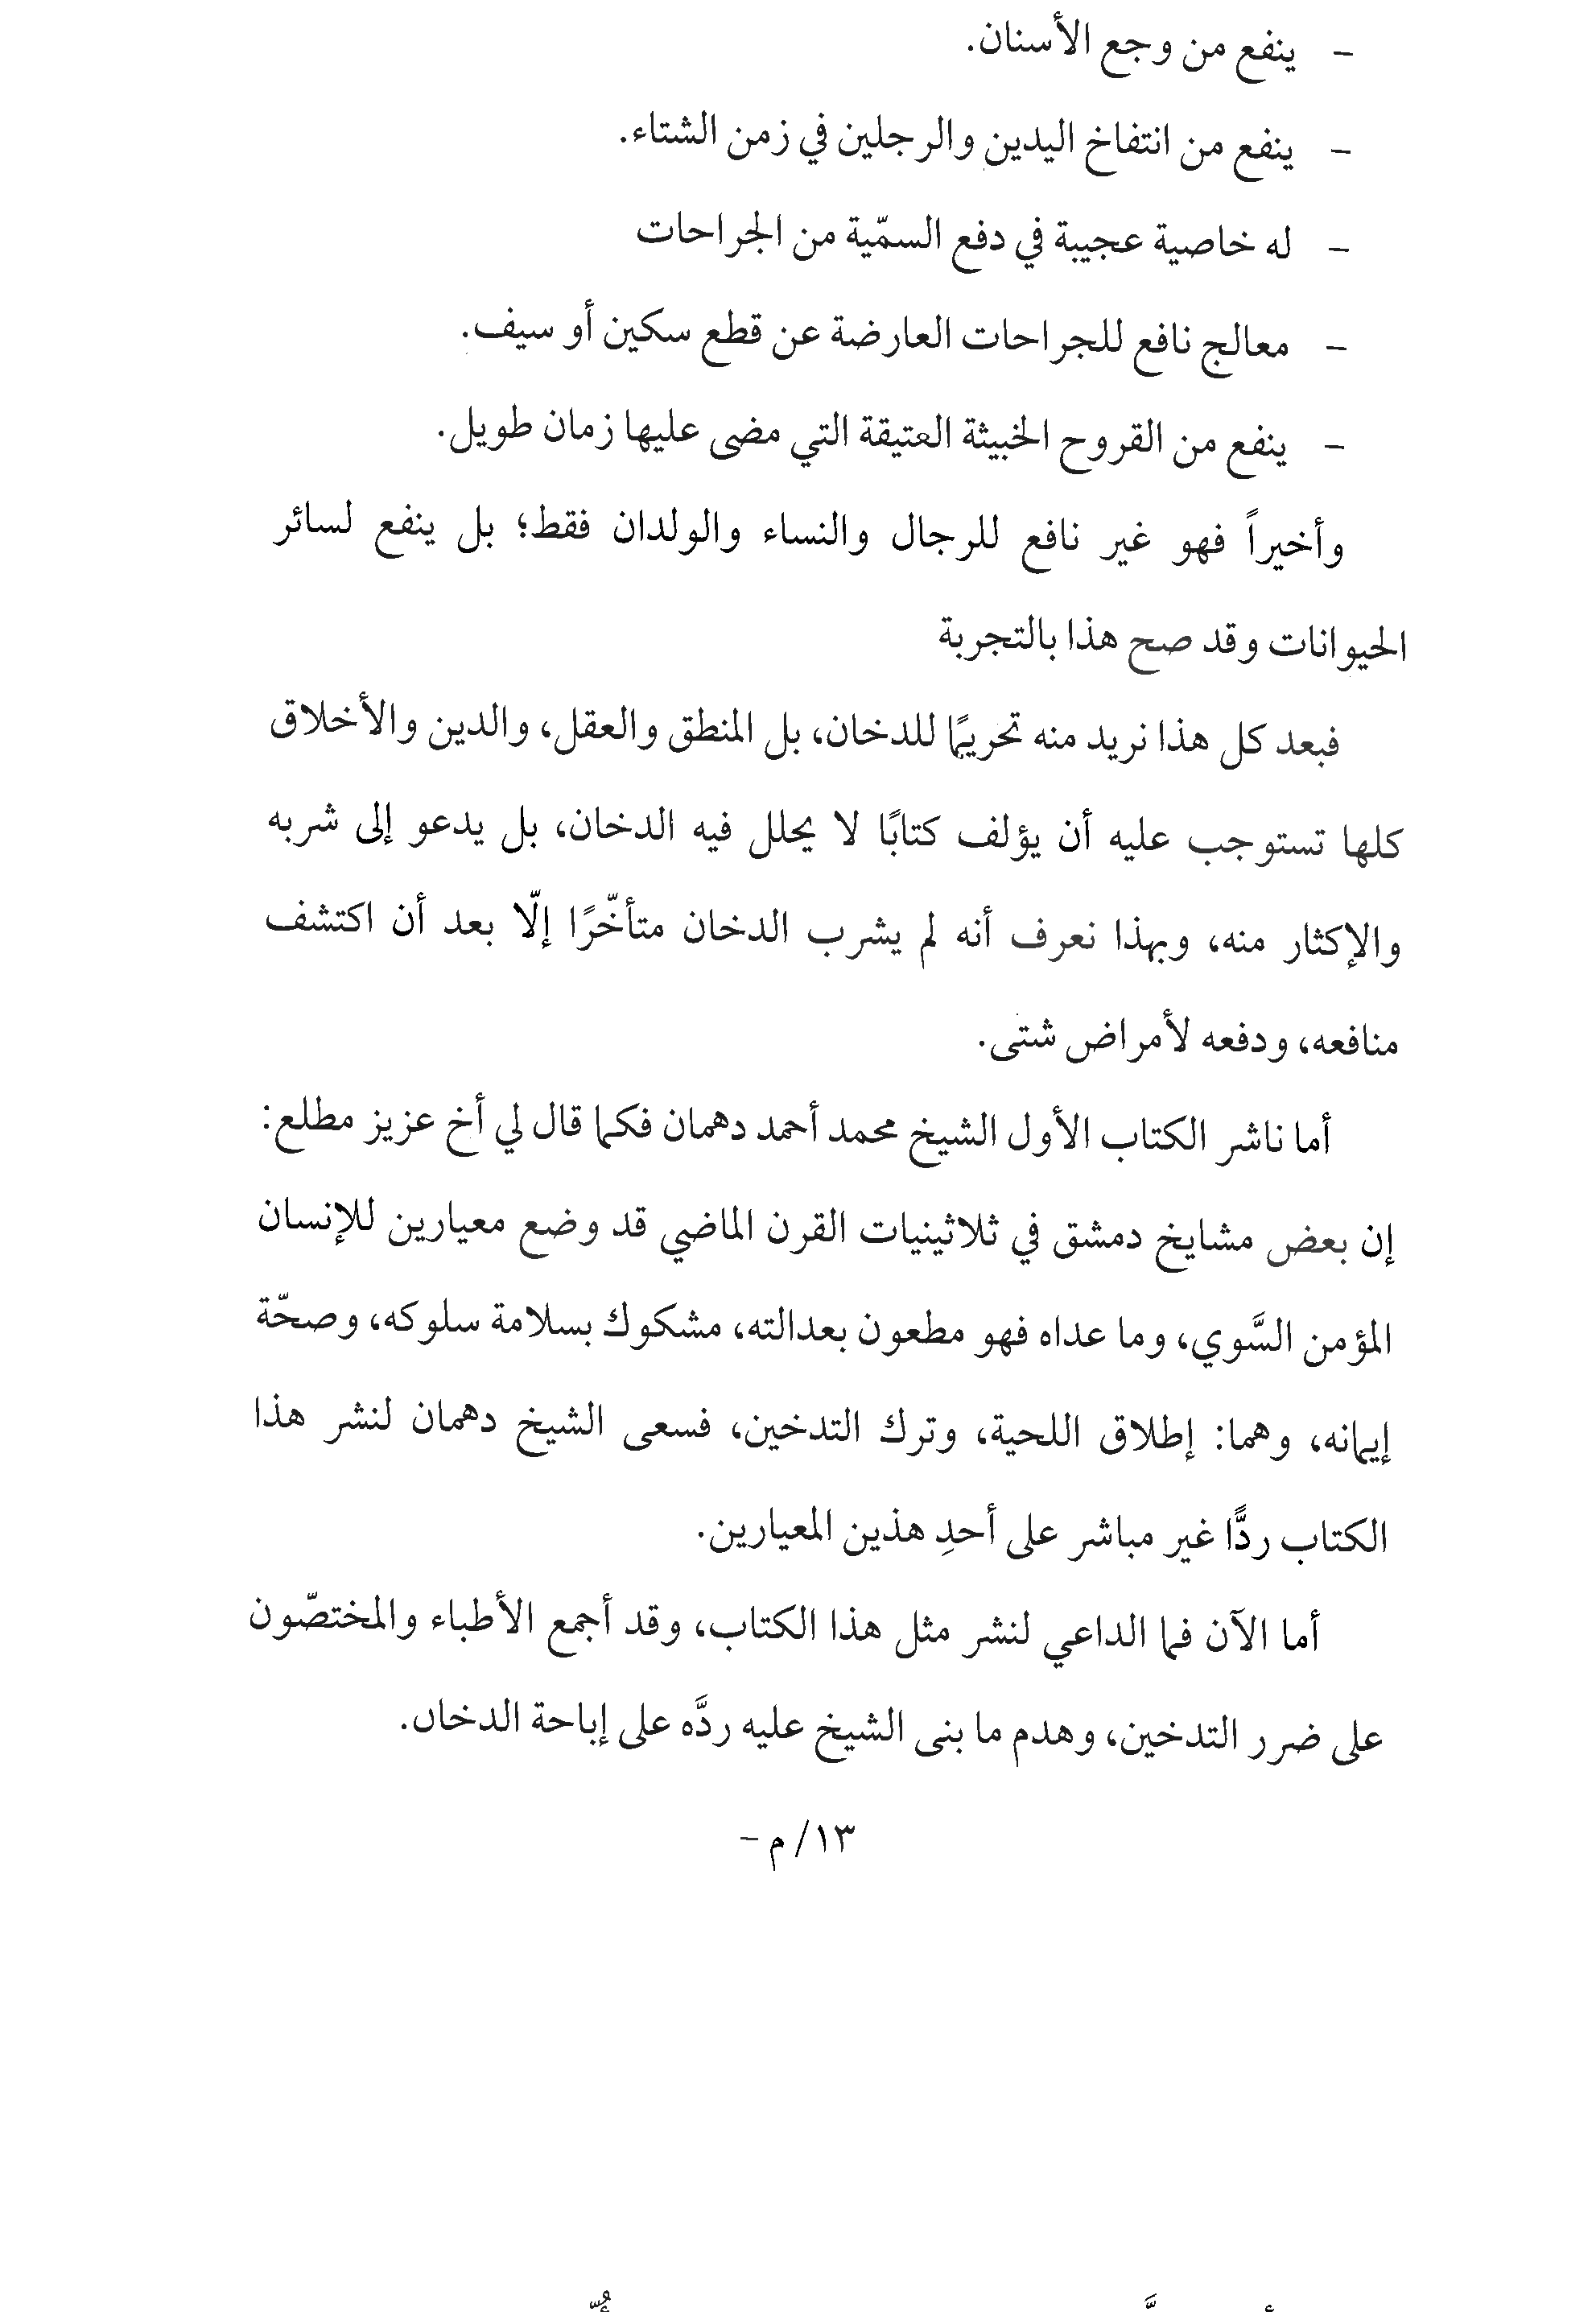 - ينفع من وجع الأسنان.
- ينفع من انتفاخ اليدين والرجلين في زمن الشتاء.
- له خاصية عجيبة في دفع السمّية من الجراحات
- معالج نافع للجراحات العارضة عن قطع سكين أو سيف.
- ينفع من القروح الخبيثة العتيقة التي مضى عليها زمان طويل.
وأخيراً فهو غير نافع للرجال والنساء والولدان فقط؛ بل ينفع لسائر
الحيوانات وقد صح هذا بالتجربة
فبعد كل هذا نريد منه تحريمًا للدخان، بل المنطق والعقل، والدين والأخلاق
كلها تستوجب عليه أن يؤلف كتابًا لا يحلل فيه الدخان، بل يدعو إلى شربه
والإكثار منه، وبهذا نعرف أنه لم يشرب الدخان متأخّرًا إلّا بعد أن اكتشف
منافعه، ودفعه لأمراض شتى.
أما ناشر الكتاب الأول الشيخ محمد أحمد دهمان فكما قال لي أخ عزيز مطلع:
إن بعض مشايخ دمشق في ثلاثينيات القرن الماضي قد وضع معيارين للإنسان
المؤمن السَّوي، وما عداه فهو مطعون بعدالته، مشكوك بسلامة سلوكه، وصحّة
إيمانه، وهما: إطلاق اللحية، وترك التدخين، فسعى الشيخ دهمان لنشر هذا
الكتاب ردًّا غير مباشر على أحدِ هذين المعيارين.
أما الآن فما الداعي لنشر مثل هذا الكتاب، وقد أجمع الأطباء والمختصّون
على ضرر التدخين، وهدم ما بنى الشيخ عليه ردَّه على إباحة الدخان.
١٣/ م -